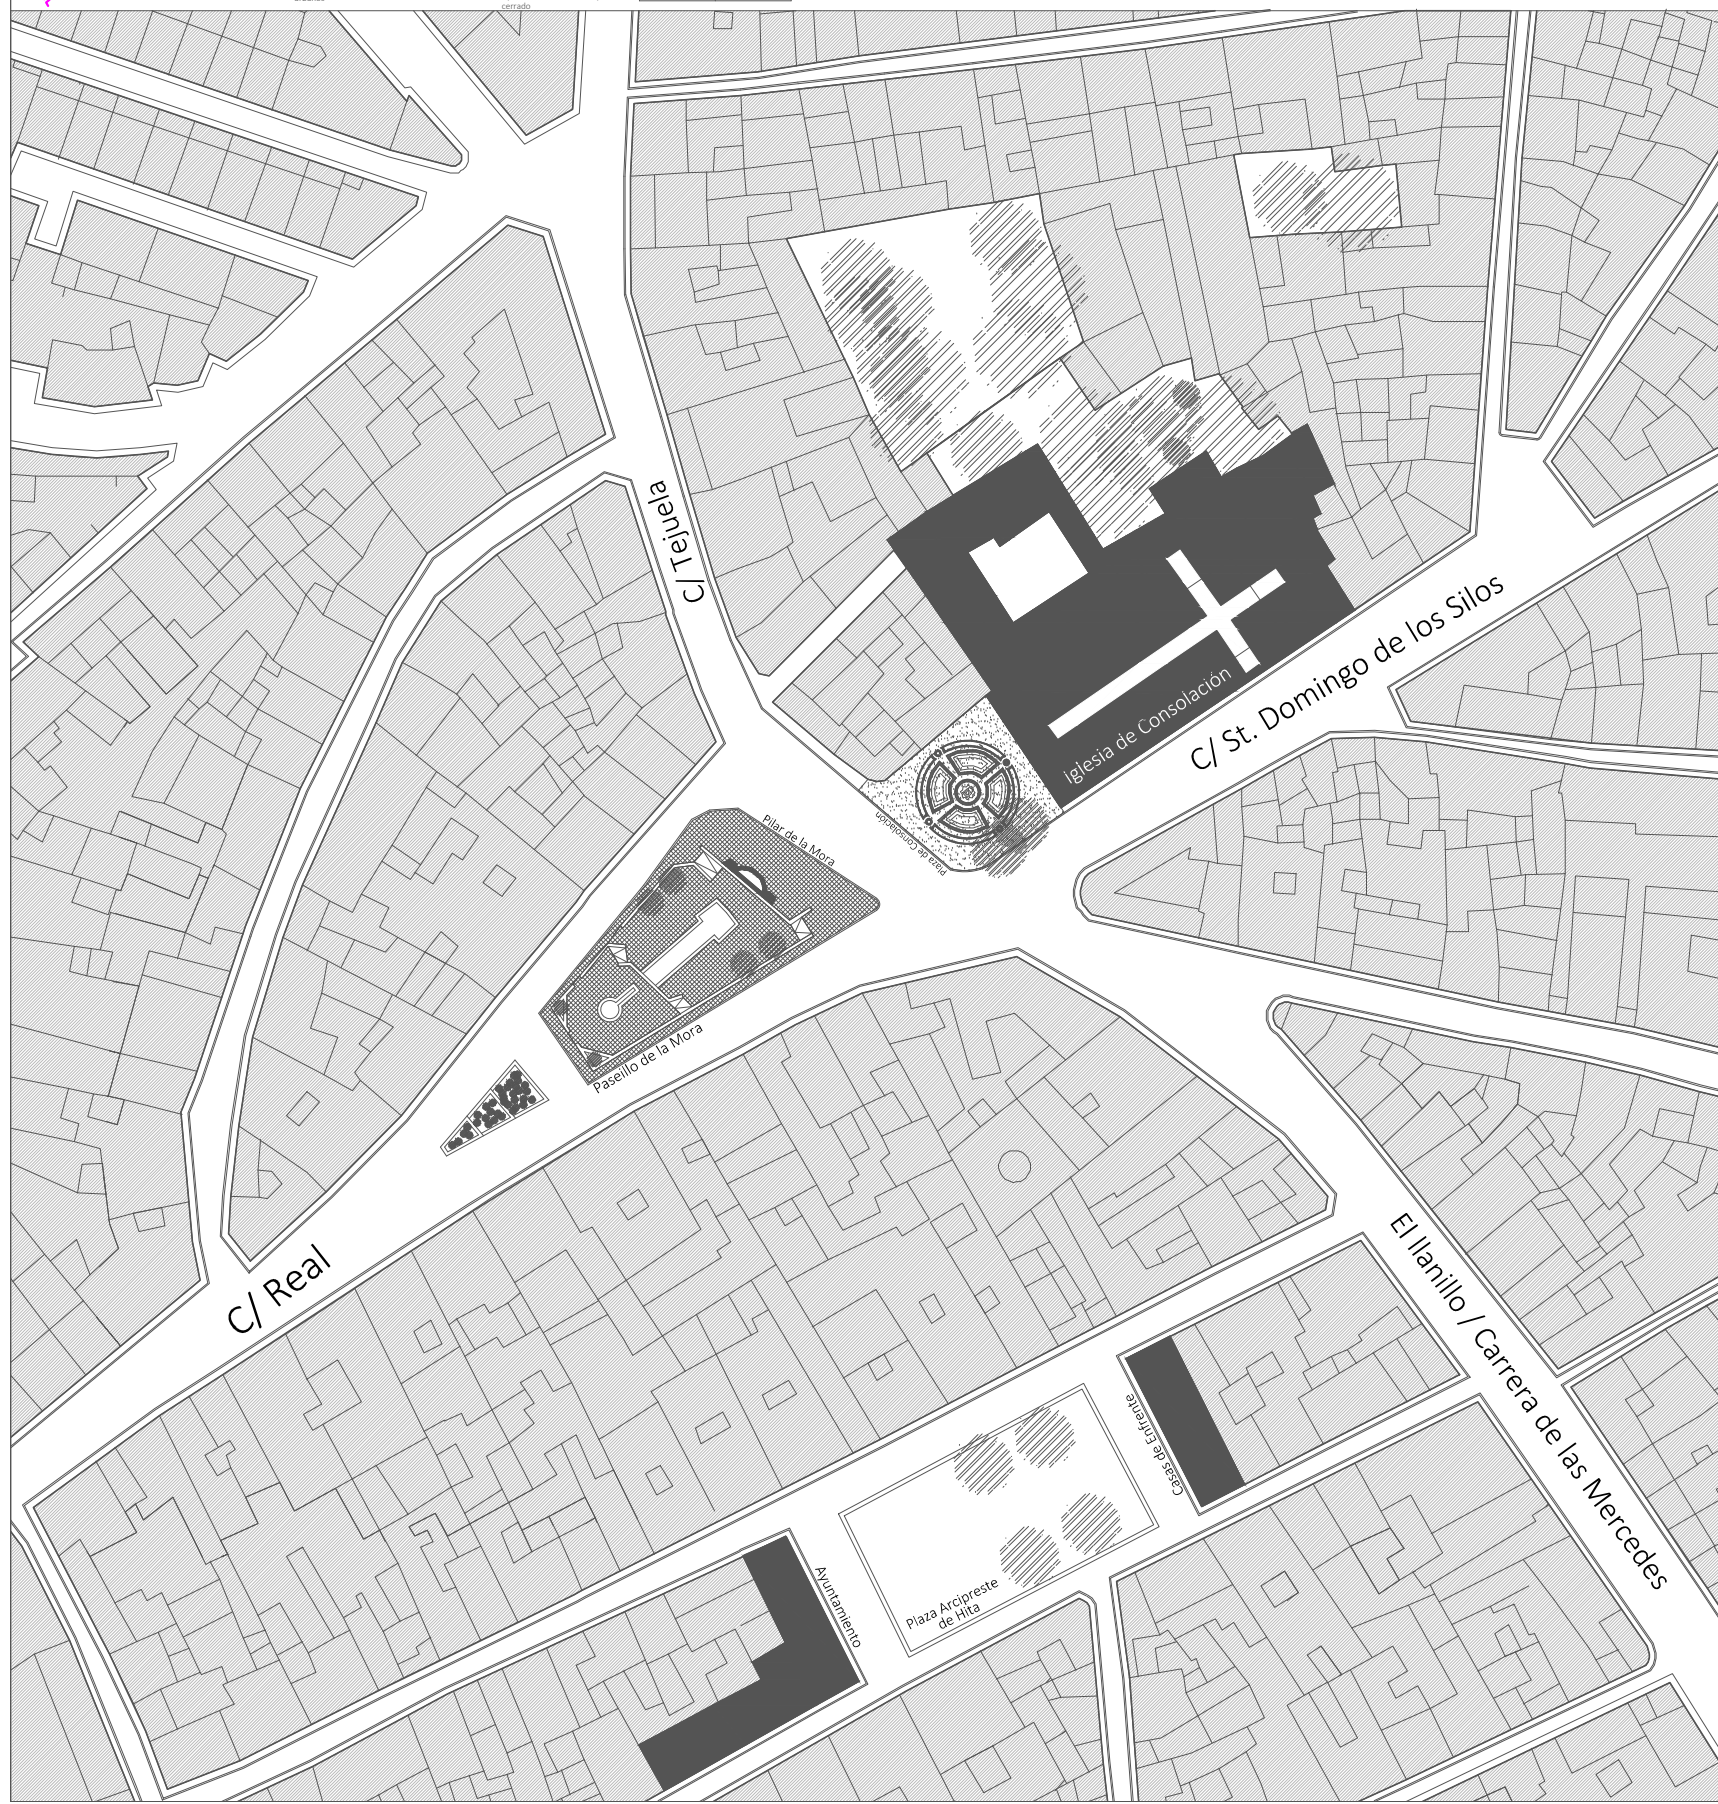 cerrado
C/ Tejuela
C/ St. Domingo de los Silos
Iglesia de Consolación
Pilar de la Mora
Plaza de Consolación
Paseillo de la Mora
C/ Real
El llanillo / Carrera de las Mercedes
Casas de Enfrente
Ayuntamiento
Plaza Arcipreste
de Hita